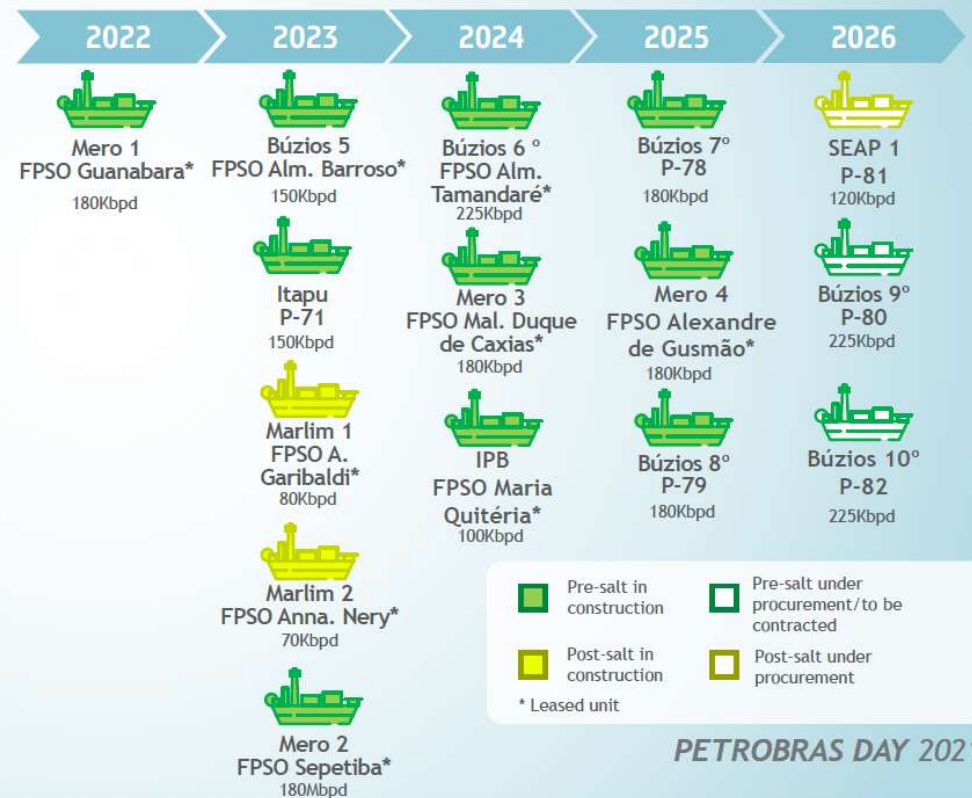 2022
2023
2024
2025
2026
Mero 1
FPSO Guanabara*
180Kbpd
Búzios 5
FPSO Alm. Barroso*
150Kbpd
Itapu
P-71
150Kbpd
Marlim 1
FPSO A.
Garibaldi*
80Kbpd
Marlim 2
FPSO Anna. Nery*
70Kbpd
Mero 2
FPSO Sepetiba*
180Mbpd
Búzios 6 º
FPSO Alm.
Tamandaré*
225Kbpd
Mero 3
FPSO Mal. Duque
de Caxias*
180Kbpd
IPB
FPSO Maria
Quitéria*
100Kbpd
Búzios 7º
P-78
180Kbpd
Mero 4
FPSO Alexandre
de Gusmão*
180Kbpd
Búzios 8º
P-79
180Kbpd
SEAP 1
P-81
120Kbpd
Búzios 9º
P-80
225Kbpd
Búzios 10º
P-82
225Kbpd
Pre-salt in
construction
Pre-salt under
procurement/to be
contracted
Post-salt in
construction
Post-salt under
procurement
* Leased unit
PETROBRAS DAY 202